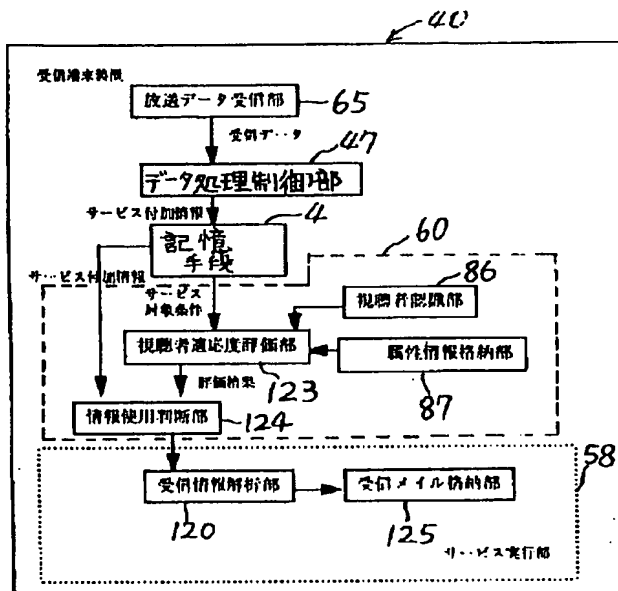 40
受信端末装置
放送データ受信部
65
受信データ
47
データ処理制御部
サービス付加情報
4
記憶
手段
60
サービス付加情報
サービス
対象条件
86
視聴者認識部
視聴者適応度評価部
属性情報格納部
123
評価結果
87
情報使用判断部
124
58
受信情報解析部
受信メイル格納部
120
125
サービス実行部